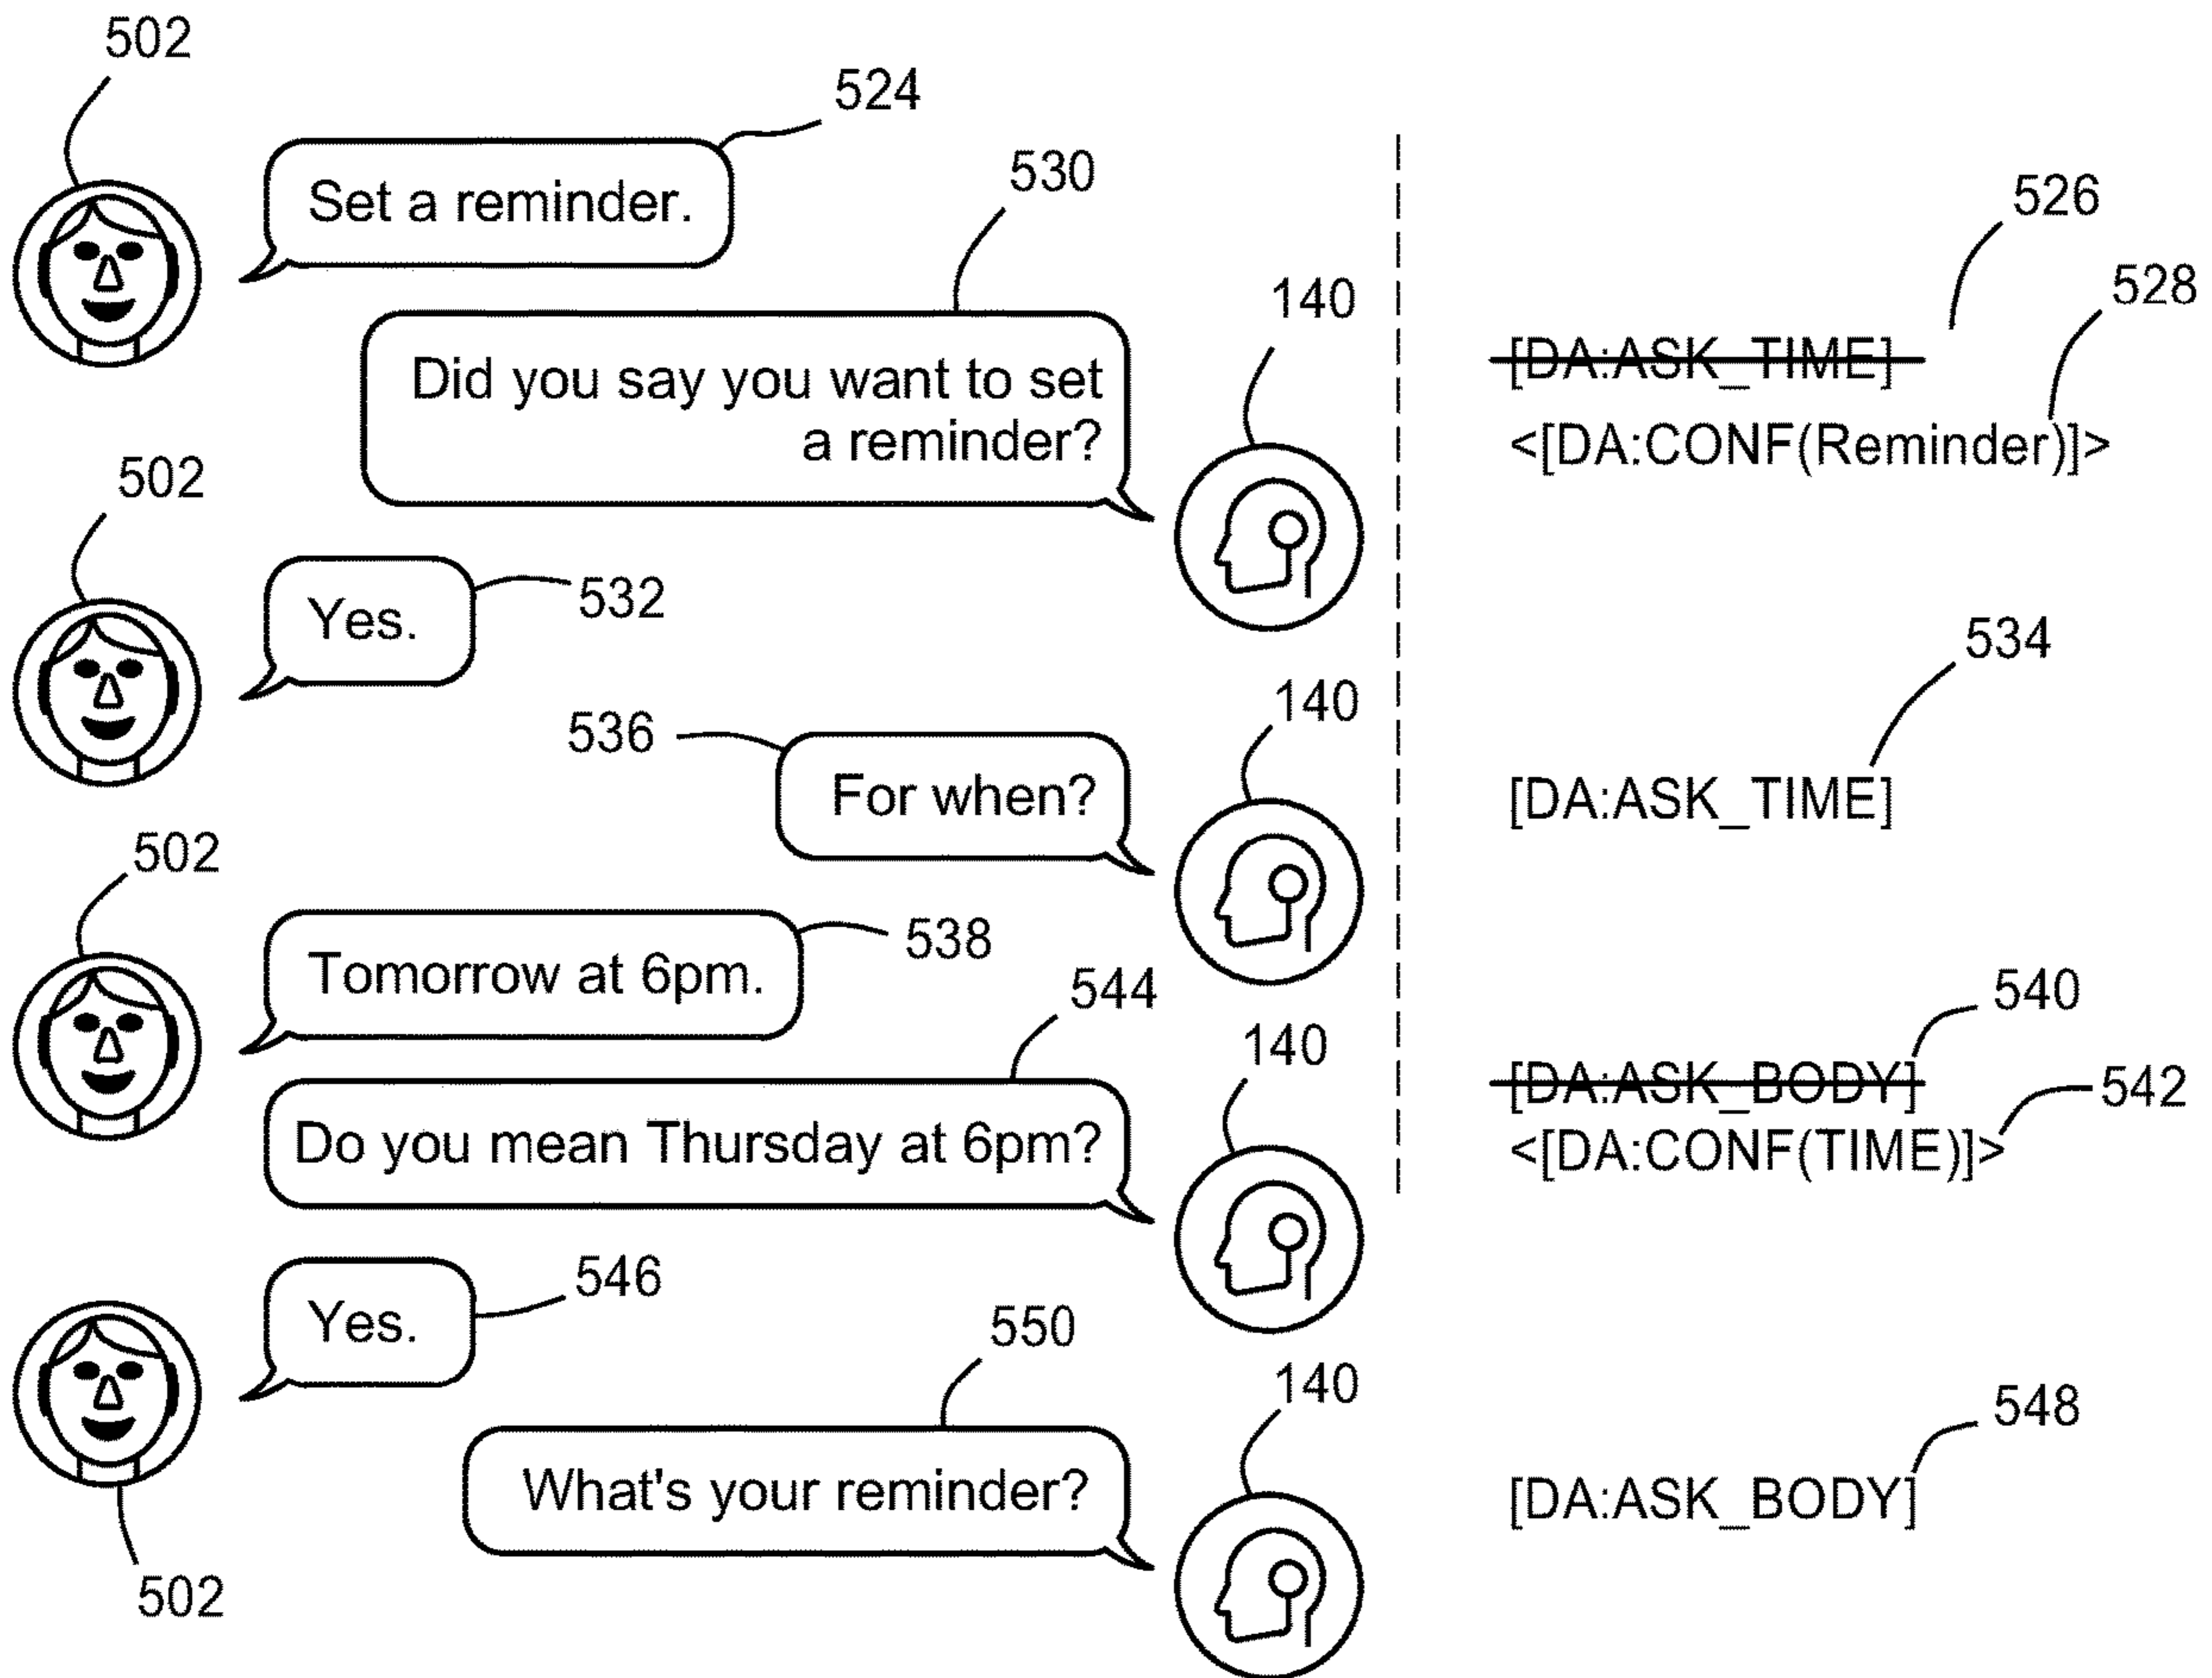 502
524
Set a reminder.
530
526
140
528
Did you say you want to set
a reminder?
[DA:ASK_TIME]
<[DA:CONF(Reminder)]>
502
Yes.
532
534
140
536
For when?
[DA:ASK_TIME]
502
Tomorrow at 6pm.
538
544
540
140
Do you mean Thursday at 6pm?
[DA:ASK_BODY]
542
<[DA:CONF(TIME)]>
546
Yes.
550
140
548
What's your reminder?
[DA:ASK_BODY]
502